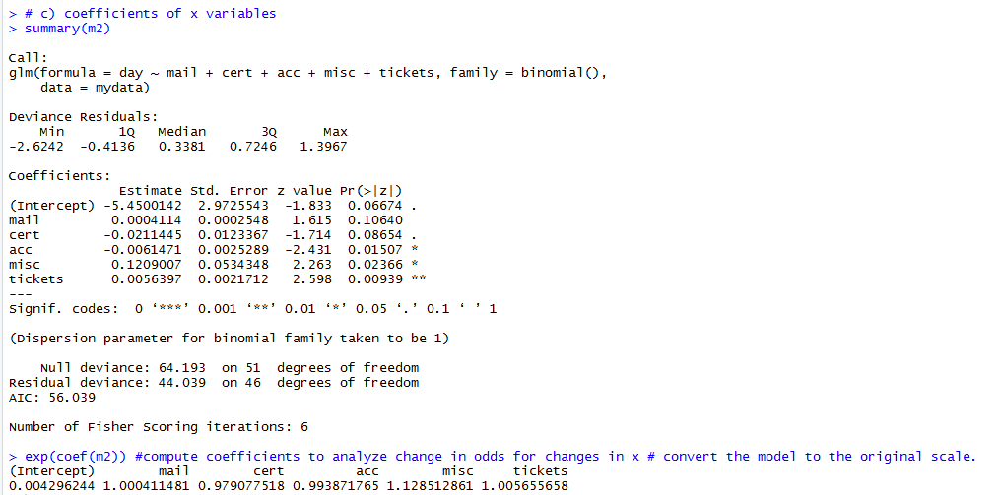 > # c) coefficients of x variables
> summary(m2)
Call:
glm(formula = day ~ mail + cert + acc + misc + tickets, family = binomial(),
    data = mydata)
Deviance Residuals:
    Min       1Q   Median       3Q      Max
-2.6242  -0.4136   0.3381   0.7246   1.3967
Coefficients:
              Estimate Std. Error z value Pr(>|z|)
(Intercept) -5.4500142  2.9725543  -1.833  0.06674 .
mail         0.0004114  0.0002548   1.615  0.10640
cert        -0.0211445  0.0123367  -1.714  0.08654 .
acc         -0.0061471  0.0025289  -2.431  0.01507 *
misc         0.1209007  0.0534348   2.263  0.02366 *
tickets      0.0056397  0.0021712   2.598  0.00939 **
---
Signif. codes:  0 ‘***’ 0.001 ‘**’ 0.01 ‘*’ 0.05 ‘.’ 0.1 ‘ ’ 1
(Dispersion parameter for binomial family taken to be 1)
    Null deviance: 64.193  on 51  degrees of freedom
Residual deviance: 44.039  on 46  degrees of freedom
AIC: 56.039
Number of Fisher Scoring iterations: 6
> exp(coef(m2)) #compute coefficients to analyze change in odds for changes in x # convert the model to the original scale.
(Intercept)        mail        cert         acc        misc     tickets
0.004296244 1.000411481 0.979077518 0.993871765 1.128512861 1.005655658